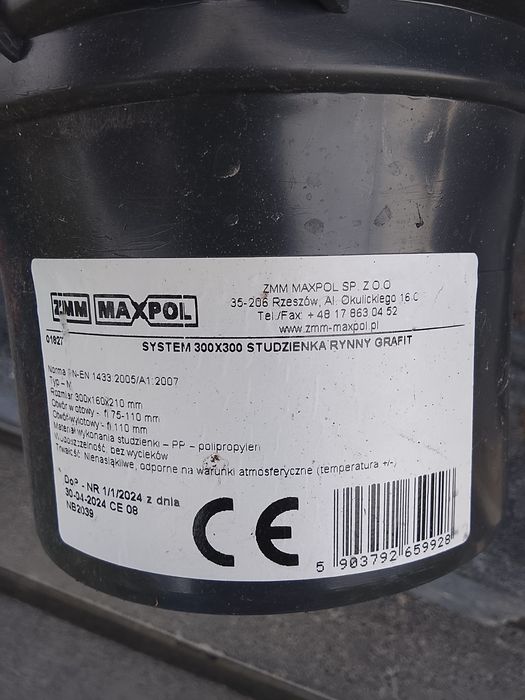 ZMM MAXPOL
ZMM MAXPOL SP. Z O.O
35-206 Rzeszów, Al. Okulickiego 16 C
Tel./Fax: + 48 17 863 04 52
www.zmm-maxpol.pl
01827
SYSTEM 300X300 STUDZIENKA RYNNY GRAFIT
Norma PN-EN 1433:2005/A1:2007
Typ – M
Rozmiar 300x160x210 mm
Otwór wlotowy - fi 75-110 mm
Otwór wylotowy - fi 110 mm
Materiał wykonania studzienki – PP – polipropylen
Wodoszczelność: bez wycieków
Trwałość: Nienasiąkliwe, odporne na warunki atmosferyczne (temperatura +/-)
DoP - NR 1/1/2024 z dnia
30-04-2024 CE 08
NB2039
CE
5 903792 659928